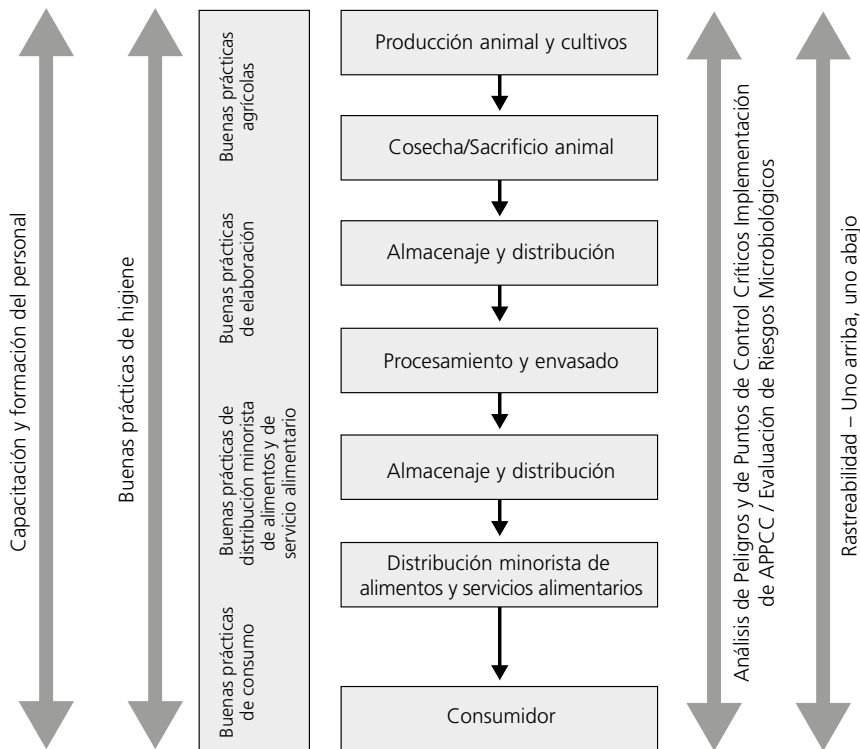 Capacitación y formación del personal
Buenas prácticas de higiene
Buenas prácticas
agrícolas
Buenas prácticas
de elaboración
Buenas prácticas de
distribución minorista
de alimentos y de
servicio alimentario
Buenas prácticas
de consumo
Producción animal y cultivos
Cosecha/Sacrificio animal
Almacenaje y distribución
Procesamiento y envasado
Almacenaje y distribución
Distribución minorista de
alimentos y servicios alimentarios
Consumidor
Análisis de Peligros y de Puntos de Control Críticos Implementación
de APPCC / Evaluación de Riesgos Microbiológicos
Rastreabilidad – Uno arriba, uno abajo